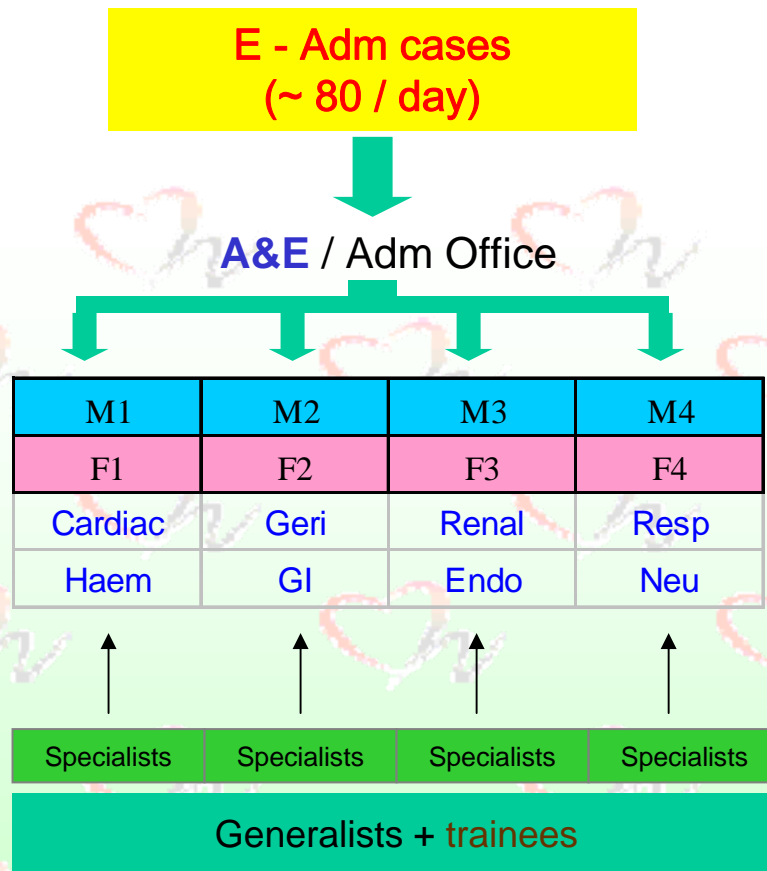 E - Adm cases
(~ 80 / day)
A&E / Adm Office
M1 M2 M3 M4
F1 F2 F3 F4
Cardiac Geri Renal Resp
Haem GI Endo Neu
Specialists Specialists Specialists Specialists
Generalists + trainees